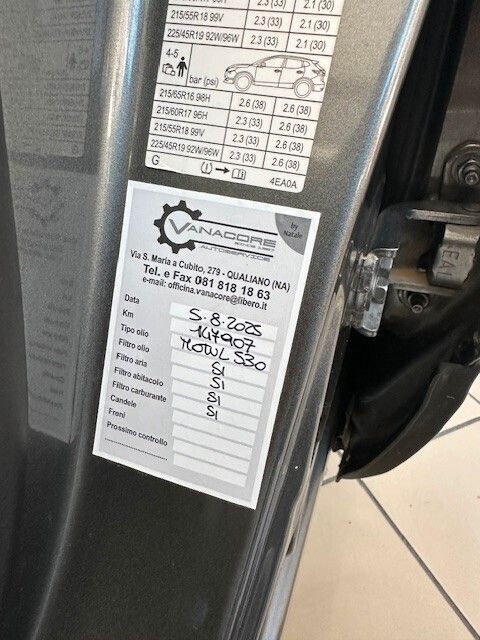 215/55R18 99V 2.3 (33) 2.1 (30)
225/45R19 92W/96W 2.3 (33) 2.1 (30)
4-5 bar (psi)
215/65R16 98H 2.6 (38) 2.6 (38)
215/60R17 96H 2.3 (33) 2.6 (38)
215/55R18 99V 2.3 (33) 2.6 (38)
225/45R19 92W/96W 2.3 (33) 2.6 (38)
G
4EA0A
VANACORE
AUTOSERVICE
by Natale
Via S. Maria a Cubito, 279 - QUALIANO (NA)
Tel. e Fax 081 818 18 63
e-mail: officina.vanacore@libero.it
Data S.8.2025
Km 147907
Tipo olio MOTUL 530
Filtro olio SI
Filtro aria SI
Filtro abitacolo SI
Filtro carburante SI
Candele
Freni
Prossimo controllo